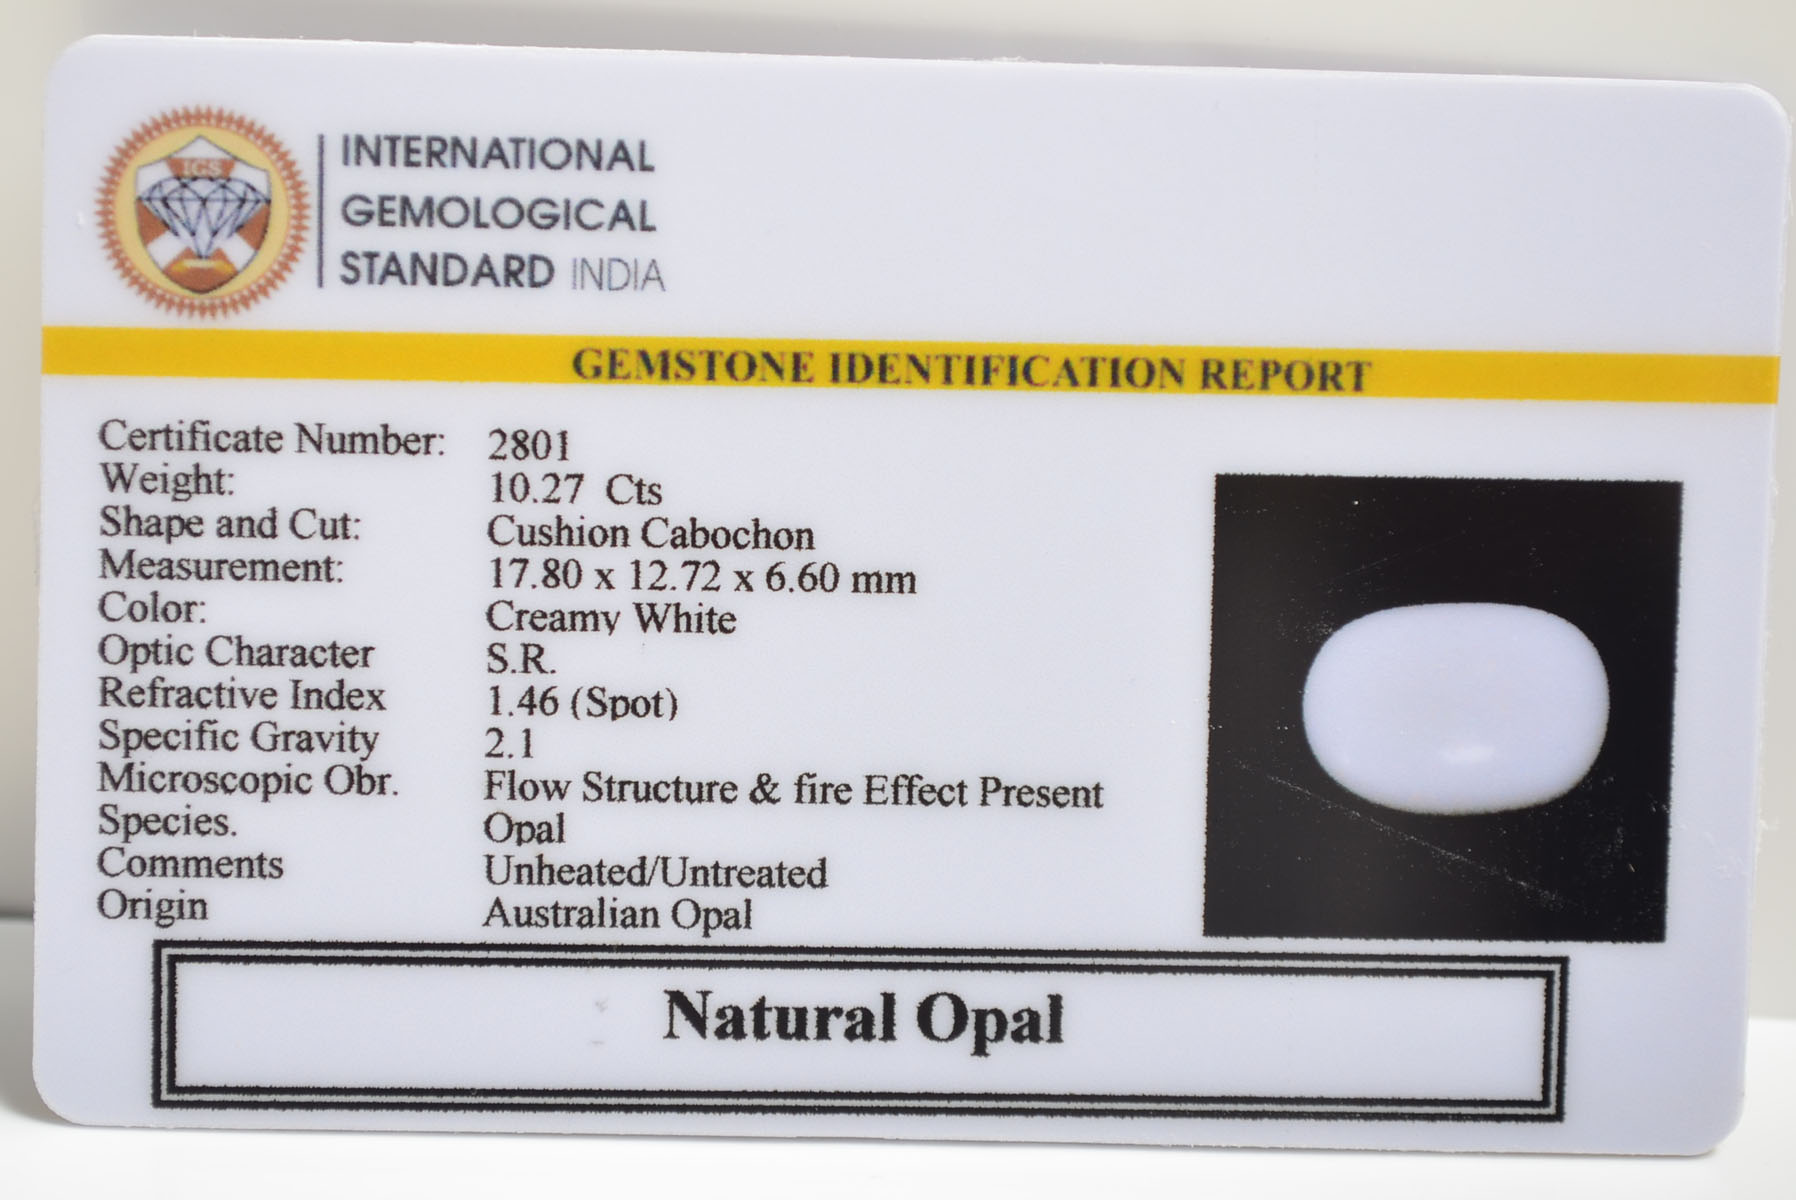 IGS
INTERNATIONAL
GEMOLOGICAL
STANDARD INDIA
GEMSTONE IDENTIFICATION REPORT
Certificate Number: 2801
Weight: 10.27 Cts
Shape and Cut: Cushion Cabochon
Measurement: 17.80 x 12.72 x 6.60 mm
Color: Creamy White
Optic Character S.R.
Refractive Index 1.46 (Spot)
Specific Gravity 2.1
Microscopic Obr. Flow Structure & fire Effect Present
Species. Opal
Comments Unheated/Untreated
Origin Australian Opal
Natural Opal